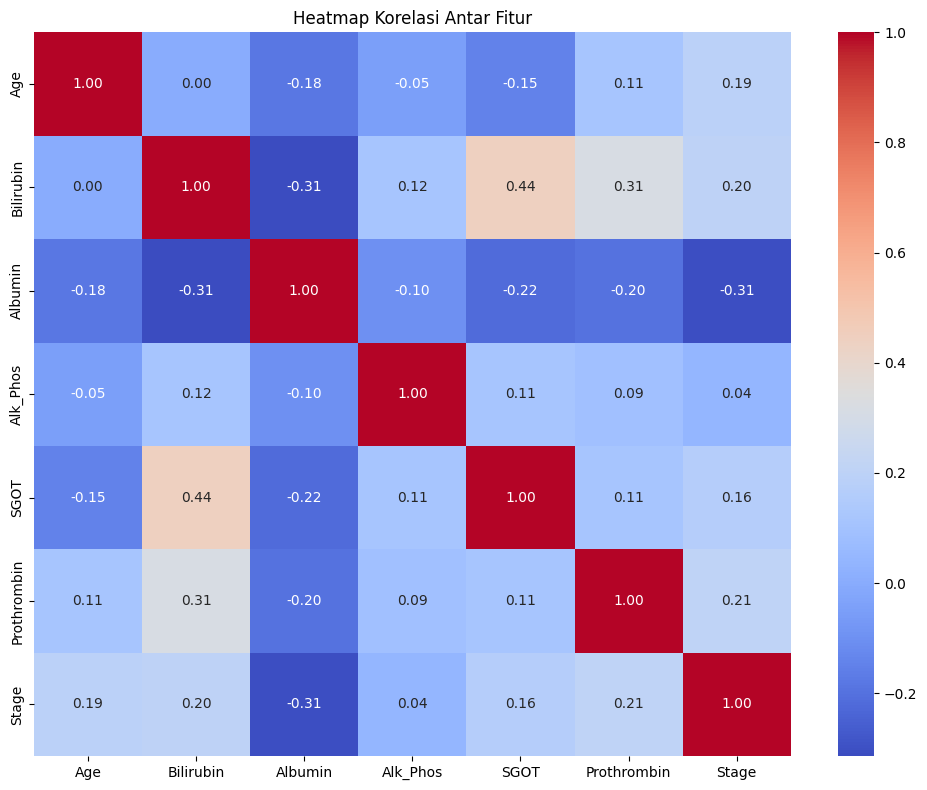 Heatmap Korelasi Antar Fitur
Age 1.00 0.00 -0.18 -0.05 -0.15 0.11 0.19
Bilirubin 0.00 1.00 -0.31 0.12 0.44 0.31 0.20
Albumin -0.18 -0.31 1.00 -0.10 -0.22 -0.20 -0.31
Alk_Phos -0.05 0.12 -0.10 1.00 0.11 0.09 0.04
SGOT -0.15 0.44 -0.22 0.11 1.00 0.11 0.16
Prothrombin 0.11 0.31 -0.20 0.09 0.11 1.00 0.21
Stage 0.19 0.20 -0.31 0.04 0.16 0.21 1.00
Age Bilirubin Albumin Alk_Phos SGOT Prothrombin Stage
1.0
0.8
0.6
0.4
0.2
0.0
−0.2